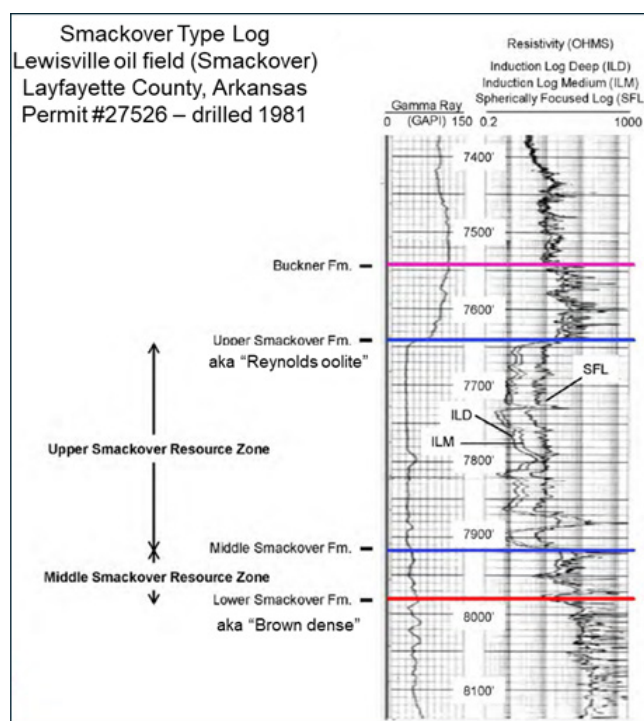 Smackover Type Log
Lewisville oil field (Smackover)
Layfayette County, Arkansas
Permit #27526 – drilled 1981
Resistivity (OHMS)
Induction Log Deep (ILD)
Induction Log Medium (ILM)
Spherically Focused Log (SFL
Gamma Ray
0 (GAPI) 150
0.2 1000
7400'
7500'
Buckner Fm.
7600'
Upper Smackover Fm.
aka "Reynolds oolite"
SFL
7700'
ILD
ILM
Upper Smackover Resource Zone
7800'
7900'
Middle Smackover Fm.
Middle Smackover Resource Zone
Lower Smackover Fm.
aka "Brown dense"
8000'
8100'